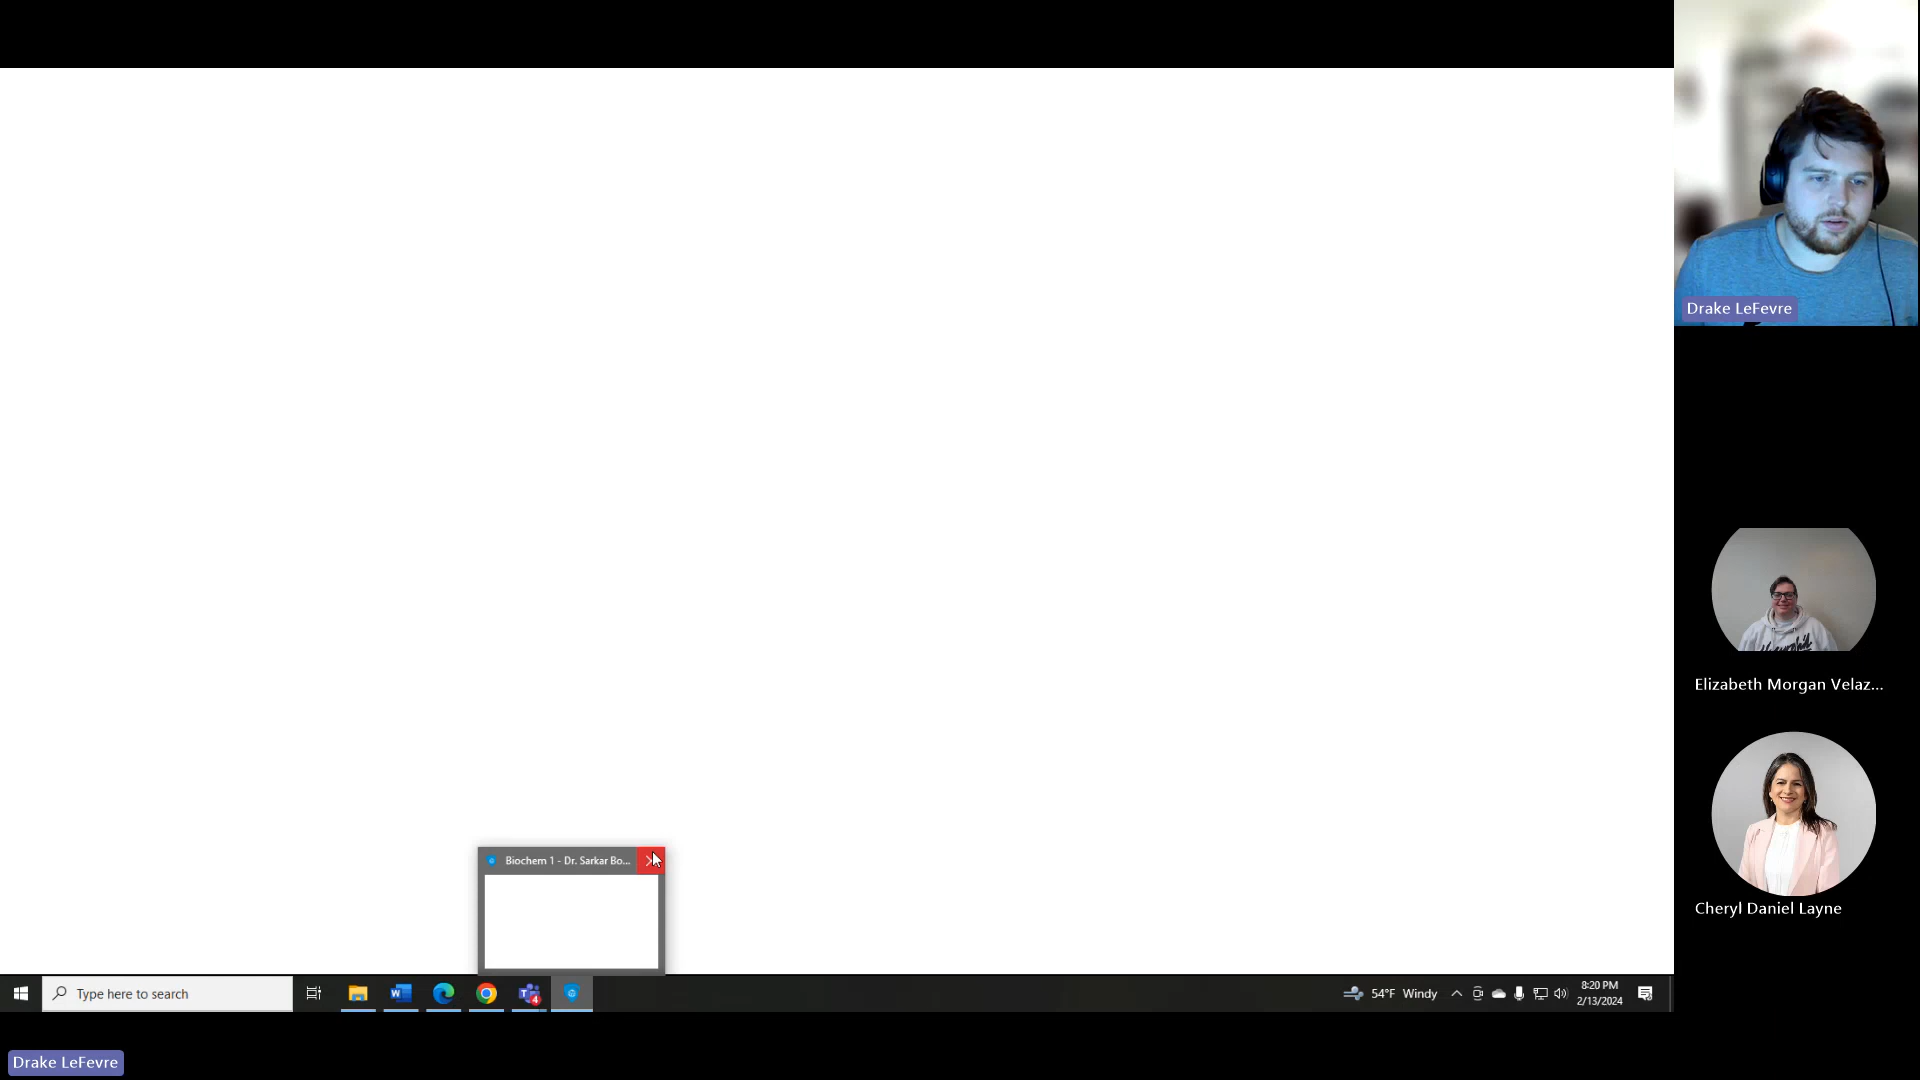 Drake LeFevre
Elizabeth Morgan Velaz...
Cheryl Daniel Layne
Biochem 1 - Dr. Sarkar Bo...
Type here to search
W
4
54°F Windy
8:20 PM
2/13/2024
Drake LeFevre